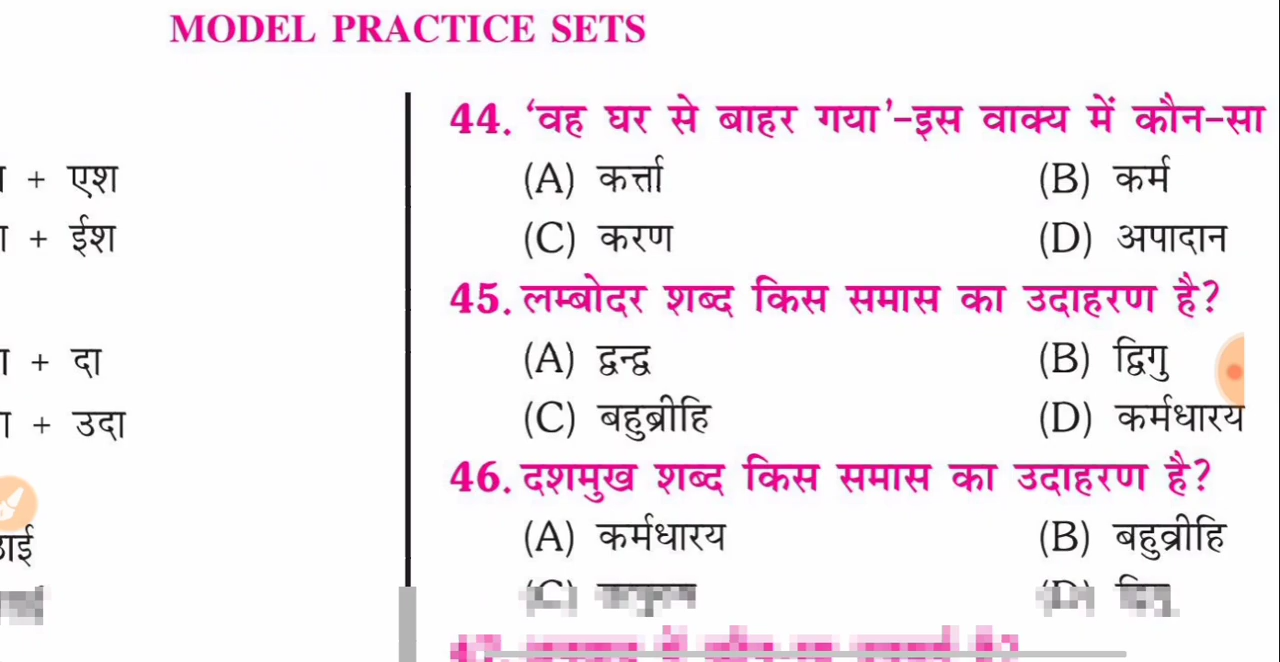 MODEL PRACTICE SETS
+ एश
+ ईश
+ दा
+ उदा
44. ‘वह घर से बाहर गया’-इस वाक्य में कौन-सा
(A) कर्त्ता (B) कर्म
(C) करण (D) अपादान
45. लम्बोदर शब्द किस समास का उदाहरण है?
(A) द्वन्द्व (B) द्विगु
(C) बहुब्रीहि (D) कर्मधारय
46. दशमुख शब्द किस समास का उदाहरण है?
(A) कर्मधारय (B) बहुव्रीहि